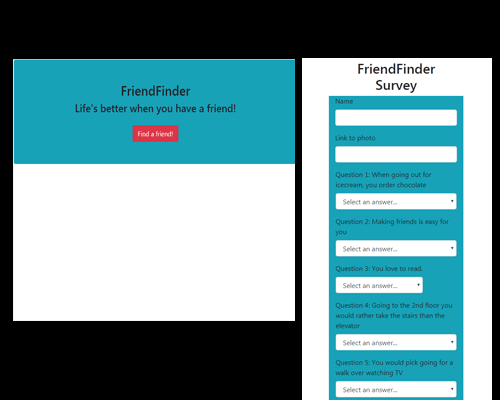 FriendFinder
Life's better when you have a friend!
Find a friend!
FriendFinder
Survey
Name
Link to photo
Question 1: When going out for
icecream, you order chocolate
Select an answer...
Question 2: Making friends is easy for
you
Select an answer...
Question 3: You love to read.
Select an answer...
Question 4: Going to the 2nd floor you
would rather take the stairs than the
elevator
Select an answer...
Question 5: You would pick going for a
walk over watching TV
Select an answer...